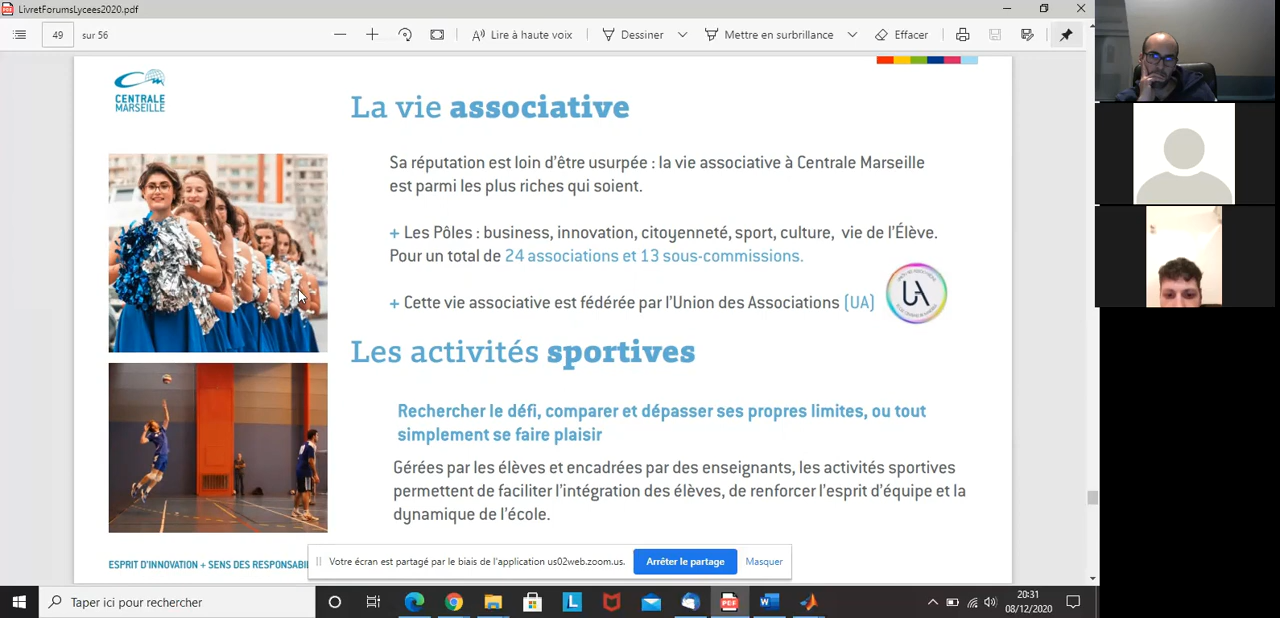 LivretForumsLycees2020.pdf
49 sur 56
Lire à haute voix
Dessiner
Mettre en surbrillance
Effacer
CENTRALE
MARSEILLE
La vie associative
Sa réputation est loin d'être usurpée : la vie associative à Centrale Marseille
est parmi les plus riches qui soient.
+ Les Pôles : business, innovation, citoyenneté, sport, culture, vie de l'Élève.
Pour un total de 24 associations et 13 sous-commissions.
+ Cette vie associative est fédérée par l'Union des Associations (UA)
UA
Les activités sportives
Rechercher le défi, comparer et dépasser ses propres limites, ou tout
simplement se faire plaisir
Gérées par les élèves et encadrées par des enseignants, les activités sportives
permettent de faciliter l'intégration des élèves, de renforcer l'esprit d'équipe et la
dynamique de l'école.
ESPRIT D'INNOVATION + SENS DES RESPONSABI
Votre écran est partagé par le biais de l'application us02web.zoom.us.
Arrêter le partage
Masquer
Taper ici pour rechercher
20:31
08/12/2020